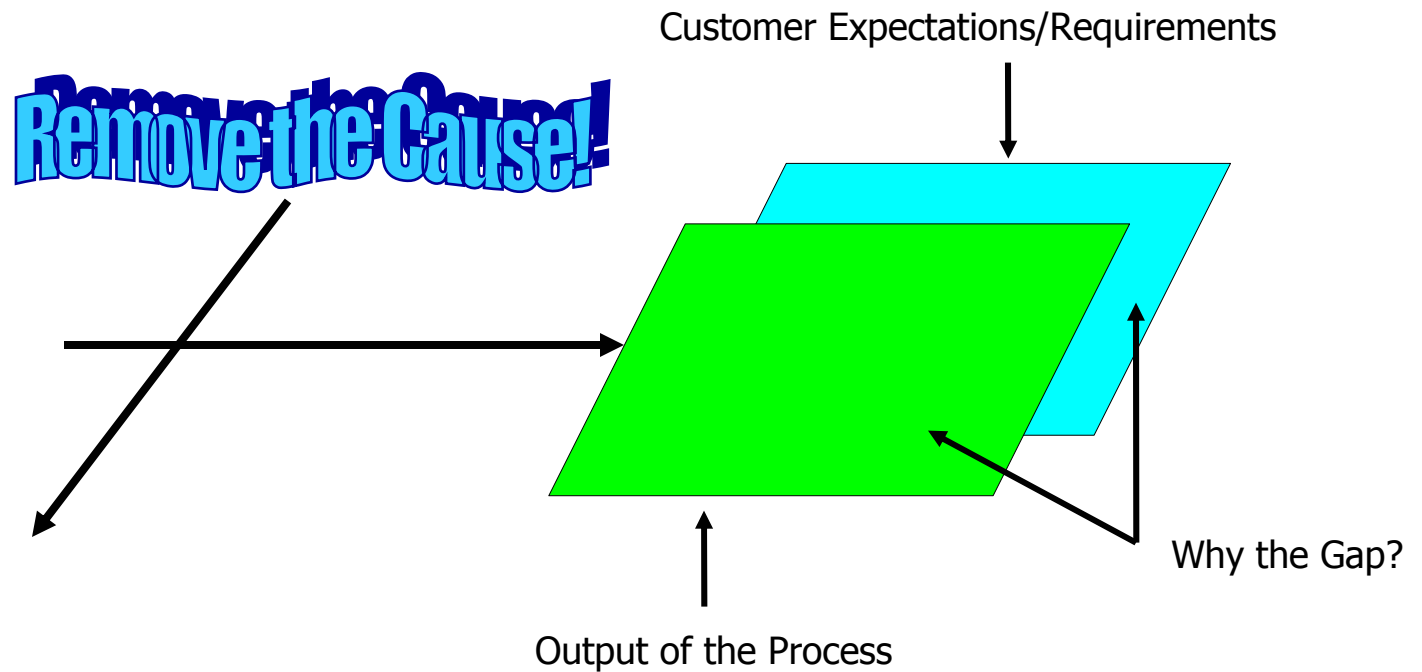 Customer Expectations/Requirements
Remove the Cause!
Why the Gap?
Output of the Process